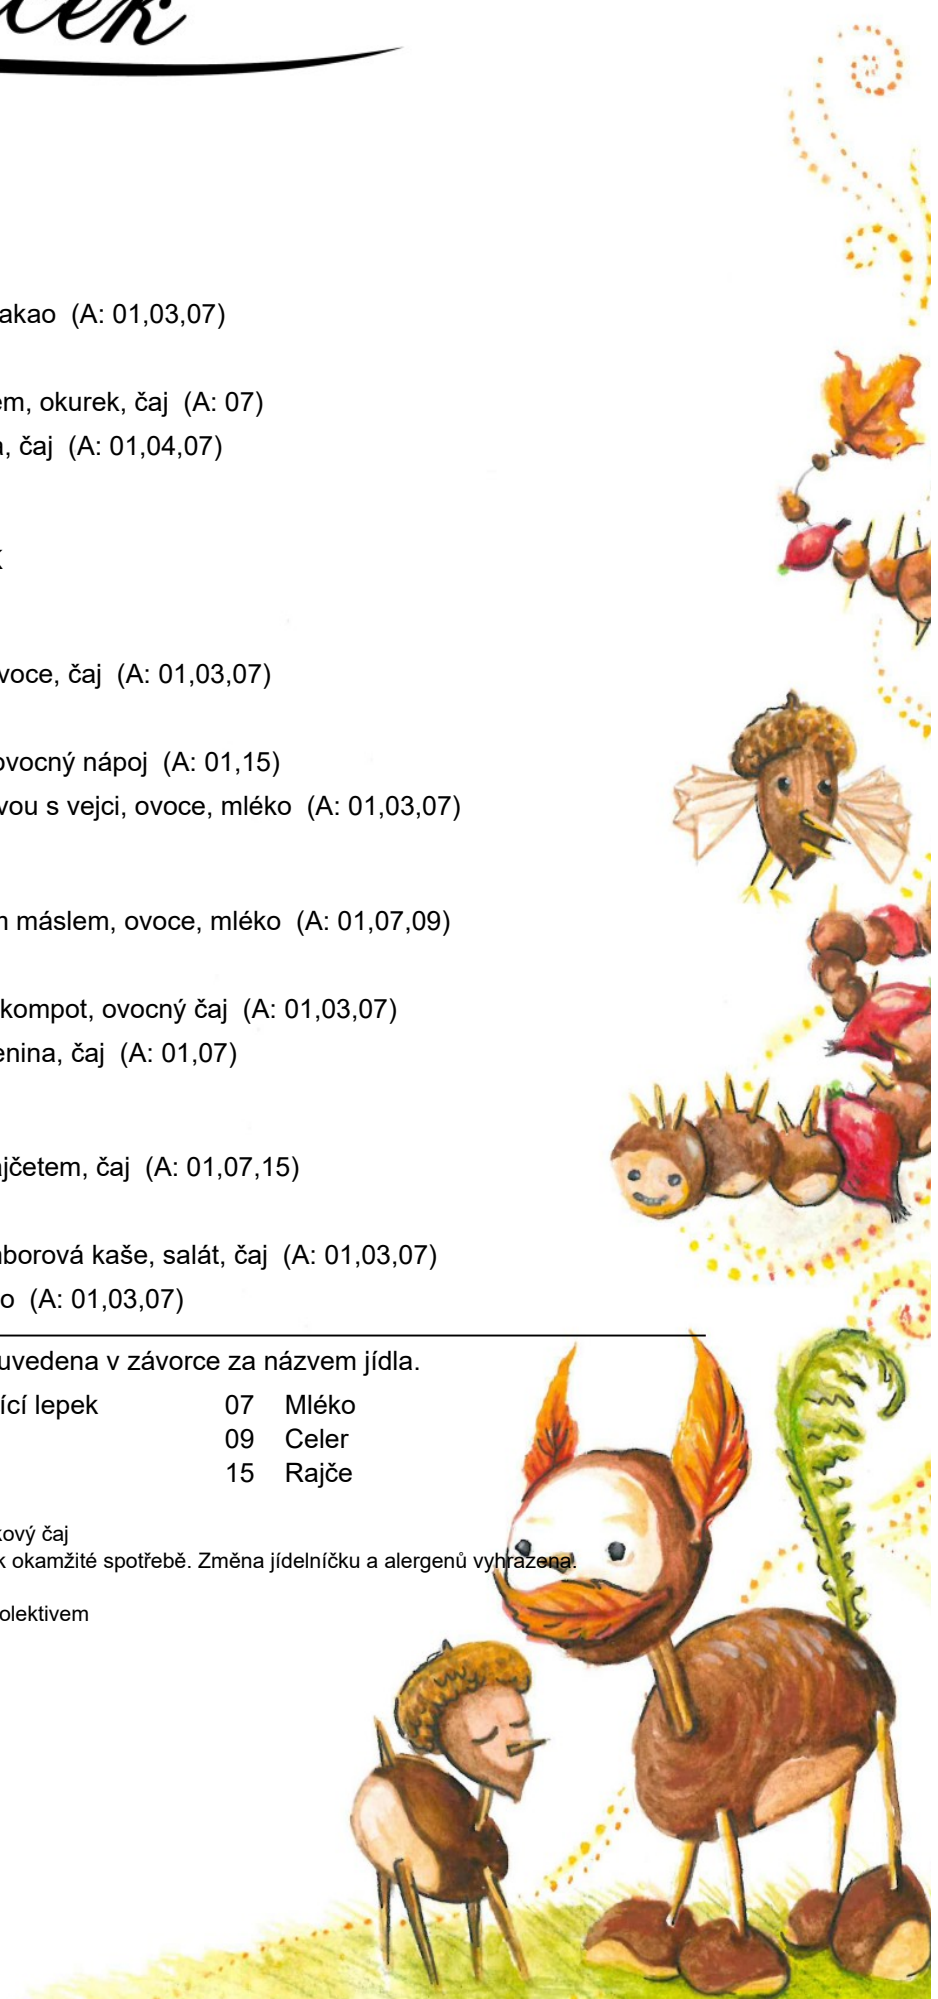 ček
akao (A: 01,03,07)
em, okurek, čaj (A: 07)
, čaj (A: 01,04,07)
k
voce, čaj (A: 01,03,07)
ovocný nápoj (A: 01,15)
vou s vejci, ovoce, mléko (A: 01,03,07)
m máslem, ovoce, mléko (A: 01,07,09)
kompot, ovocný čaj (A: 01,03,07)
enina, čaj (A: 01,07)
ajčetem, čaj (A: 01,07,15)
mborová kaše, salát, čaj (A: 01,03,07)
o (A: 01,03,07)
uvedena v závorce za názvem jídla.
ící lepek 07 Mléko
09 Celer
15 Rajče
kový čaj
k okamžité spotřebě. Změna jídelníčku a alergenů vyhrazena.
olektivem